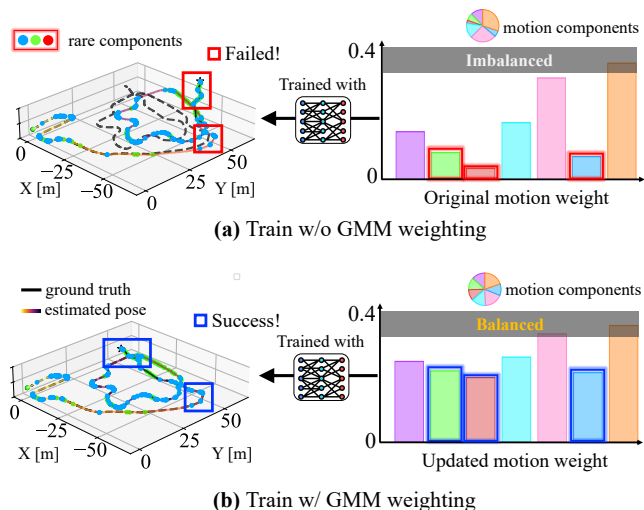 rare components
Failed!
motion components
0.4
Imbalanced
Trained with
0
Original motion weight
0
−25
−50
X [m]
50
25
0
Y [m]
(a) Train w/o GMM weighting
ground truth
estimated pose
Success!
motion components
0.4
Balanced
Trained with
0
Updated motion weight
0
−25
−50
X [m]
50
25
0
Y [m]
(b) Train w/ GMM weighting